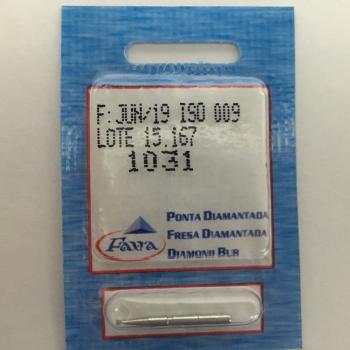 F: JUN/19 ISO 009
LOTE 15.167
1031
Fava
PONTA DIAMANTADA
FRESA DIAMANTADA
DIAMOND BUR